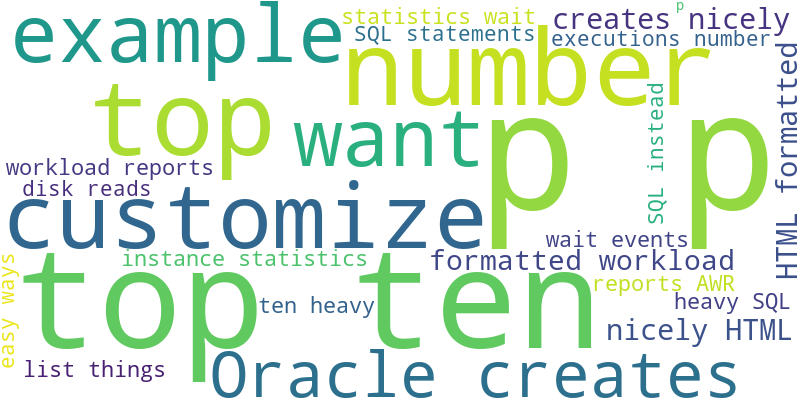 p
example
statistics wait
creates nicely
SQL statements
executions number
number
top
want
p p
SQL instead
HTML formatted
workload reports
disk reads
customize
wait events
instance statistics
formatted workload
easy ways
top ten
ten heavy
reports AWR
heavy SQL
nicely HTML
list things
Oracle creates